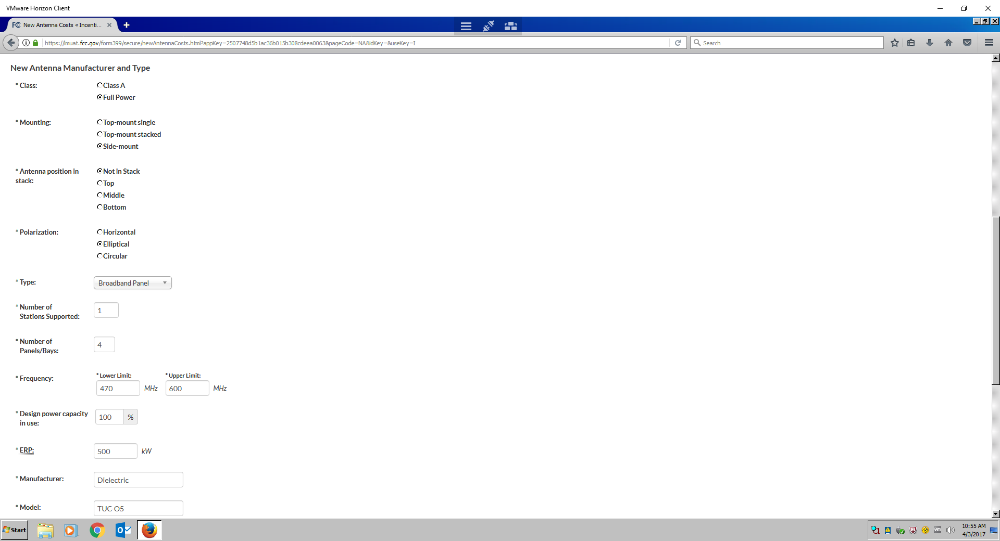 VMware Horizon Client
FC New Antenna Costs « Incenti...
https://lmuat.fcc.gov/form399/secure/newAntennaCosts.html?appKey=2507748d5b1ac36b015b308cdeea0063&pageCode=NA&idKey=&useKey=I
Search
New Antenna Manufacturer and Type
* Class:
Class A
Full Power
* Mounting:
Top-mount single
Top-mount stacked
Side-mount
* Antenna position in
stack:
Not in Stack
Top
Middle
Bottom
* Polarization:
Horizontal
Elliptical
Circular
* Type:
Broadband Panel
* Number of
Stations Supported:
1
* Number of
Panels/Bays:
4
* Frequency:
* Lower Limit:
* Upper Limit:
470 MHz
600 MHz
* Design power capacity
in use:
100 %
* ERP:
500 kW
* Manufacturer:
Dielectric
* Model:
TUC-O5
Start
10:55 AM
4/3/2017